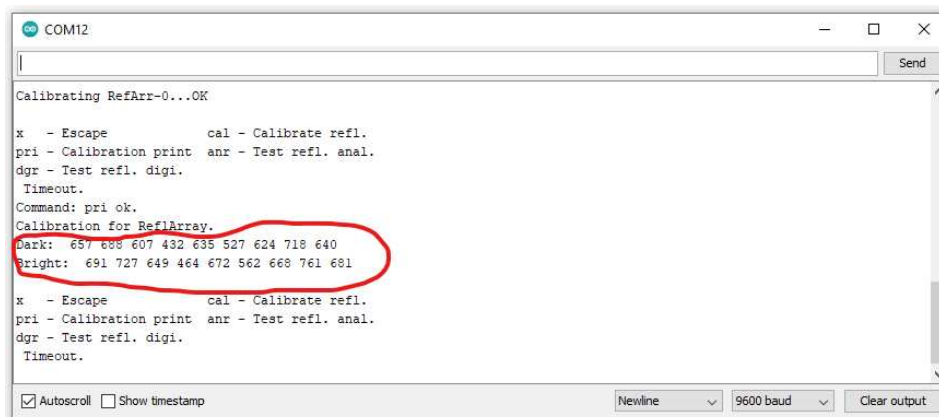 COM12
Send
Calibrating RefArr-0...OK
x - Escape cal - Calibrate refl.
pri - Calibration print anr - Test refl. anal.
dgr - Test refl. digi.
Timeout.
Command: pri ok.
Calibration for ReflArray.
Dark: 657 688 607 432 635 527 624 718 640
Bright: 691 727 649 464 672 562 668 761 681
x - Escape cal - Calibrate refl.
pri - Calibration print anr - Test refl. anal.
dgr - Test refl. digi.
Timeout.
Autoscroll Show timestamp Newline 9600 baud Clear output